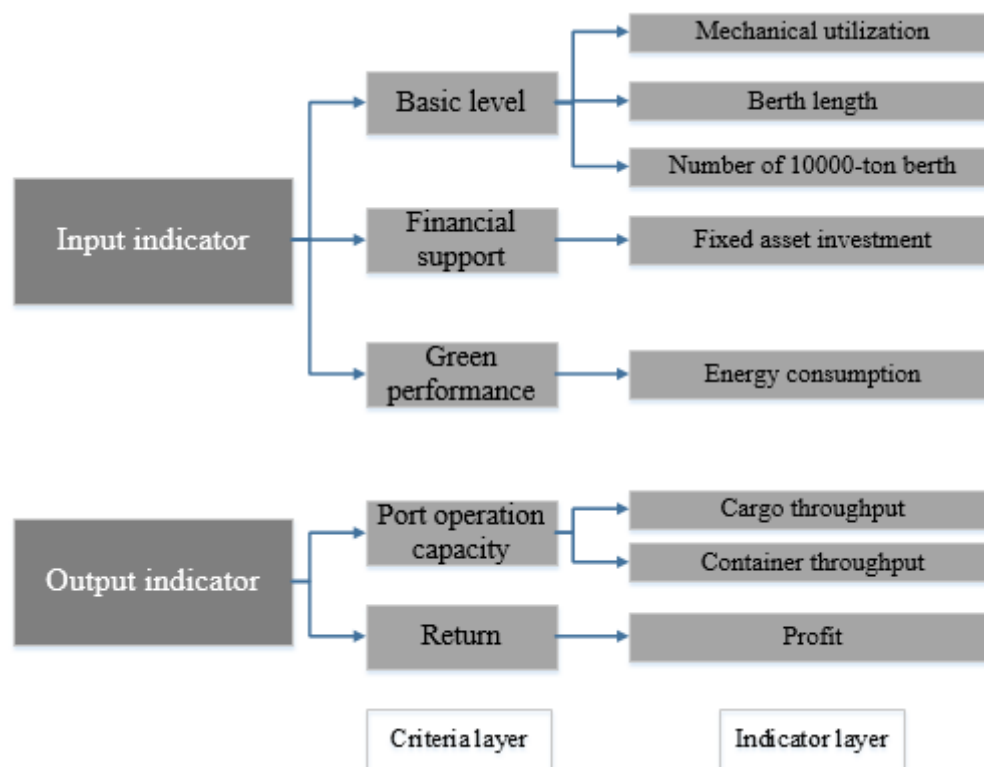 Mechanical utilization
Basic level
Berth length
Number of 10000-ton berth
Input indicator
Financial
support
Fixed asset investment
Green
performance
Energy consumption
Port operation
capacity
Cargo throughput
Container throughput
Output indicator
Return
Profit
Criteria layer
Indicator layer